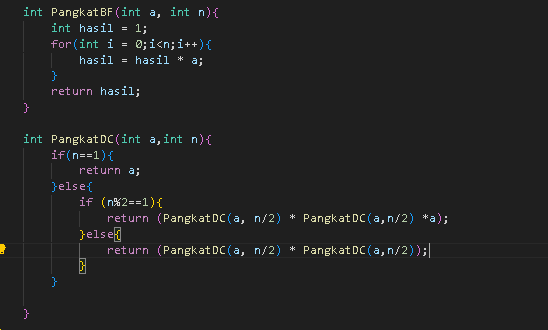 int PangkatBF(int a, int n){
int hasil = 1;
for(int i = 0;i<n;i++){
hasil = hasil * a;
}
return hasil;
}
int PangkatDC(int a,int n){
if(n==1){
return a;
}else{
if (n%2==1){
return (PangkatDC(a, n/2) * PangkatDC(a,n/2) *a);
}else{
return (PangkatDC(a, n/2) * PangkatDC(a,n/2));
}
}
}